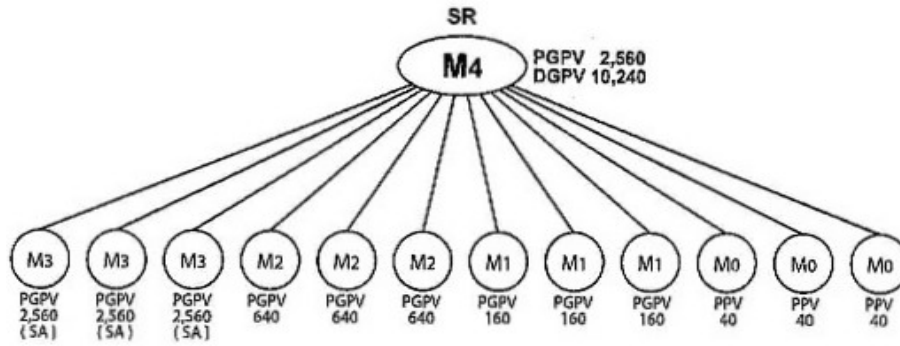 SR
M4
PGPV 2,560
DGPV 10,240
M3 M3 M3 M2 M2 M2 M1 M1 M1 M0 M0 M0
PGPV PGPV PGPV PGPV PGPV PGPV PGPV PGPV PGPV PPV PPV PPV
2,560 2,560 2,560 640 640 640 160 160 160 40 40 40
(SA) (SA) (SA)